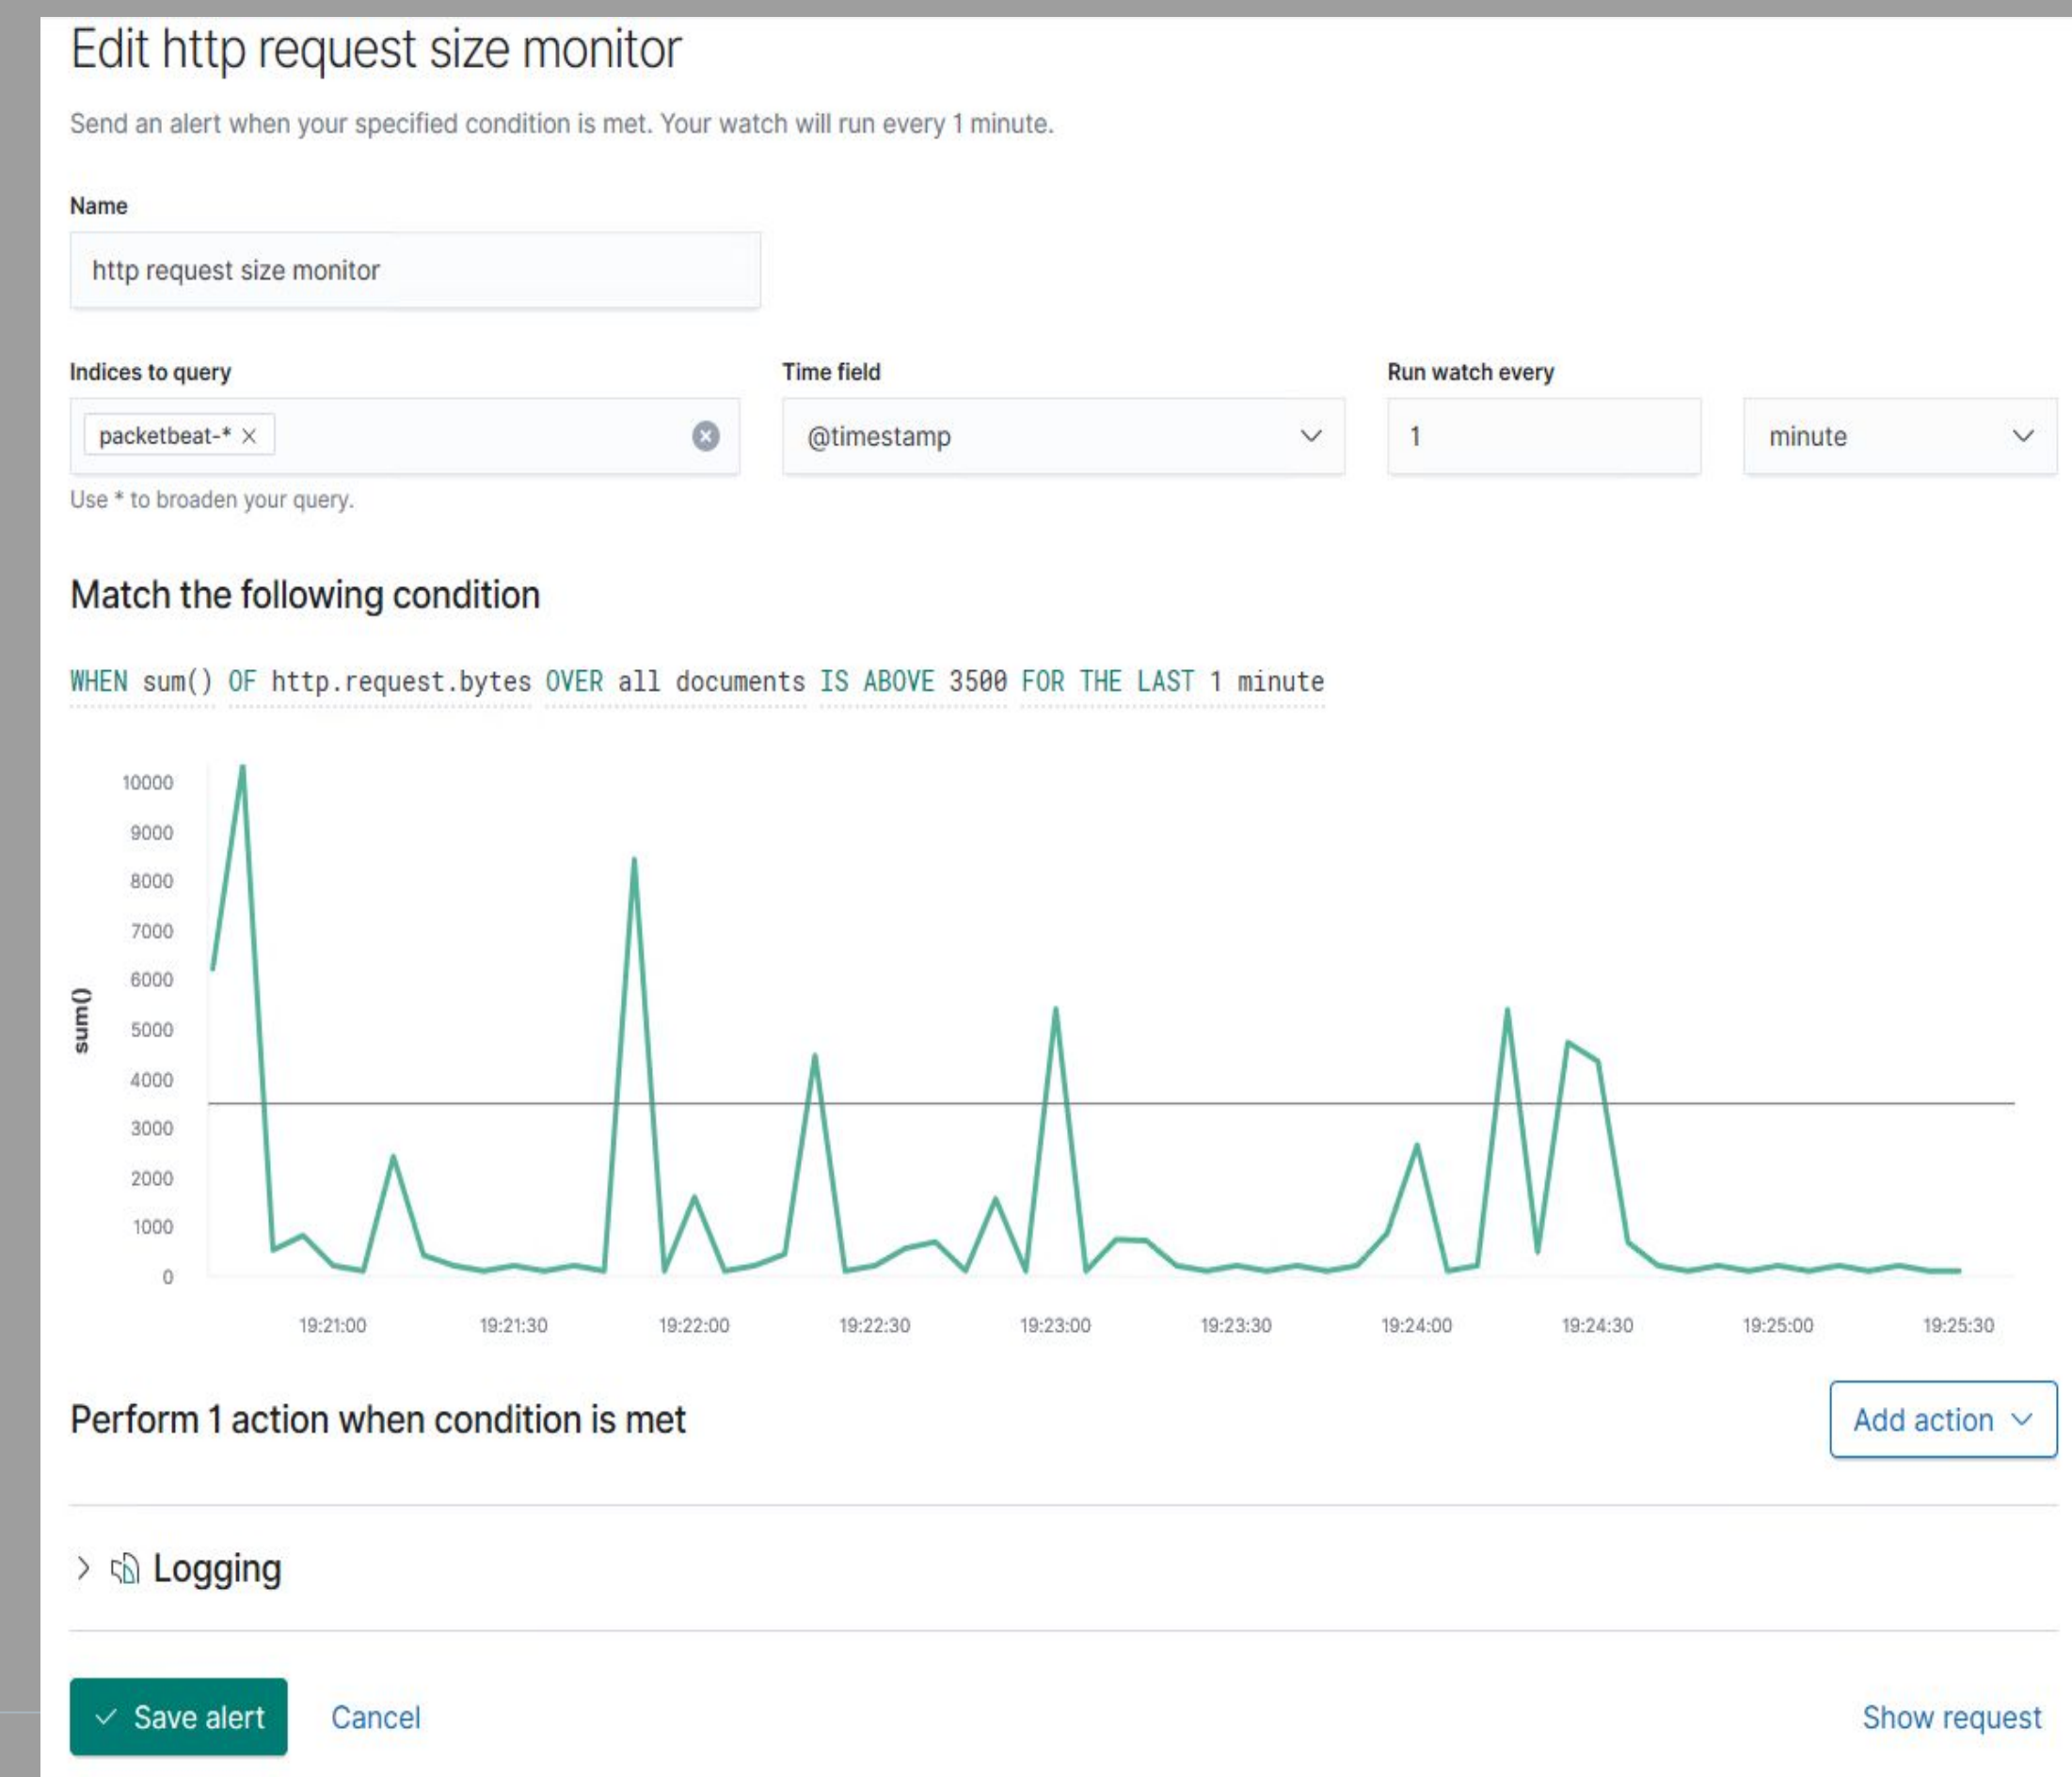 Edit http request size monitor
Send an alert when your specified condition is met. Your watch will run every 1 minute.
Name
http request size monitor
Indices to query
Time field
Run watch every
packetbeat-*
@timestamp
1
minute
Use * to broaden your query.
Match the following condition
WHEN sum() OF http.request.bytes OVER all documents IS ABOVE 3500 FOR THE LAST 1 minute
10000
9000
8000
7000
6000
5000
4000
3000
2000
1000
0
sum()
19:21:00
19:21:30
19:22:00
19:22:30
19:23:00
19:23:30
19:24:00
19:24:30
19:25:00
19:25:30
Perform 1 action when condition is met
Add action
Logging
Save alert
Cancel
Show request